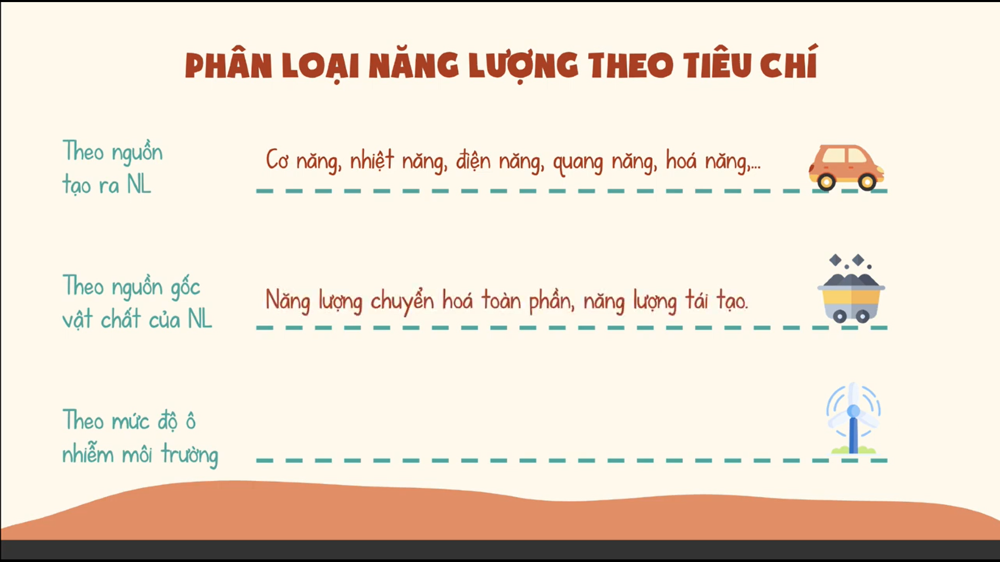 PHÂN LOẠI NĂNG LƯỢNG THEO TIÊU CHÍ
Theo nguồn
tạo ra NL
Cơ năng, nhiệt năng, điện năng, quang năng, hoá năng,...
Theo nguồn gốc
vật chất của NL
Năng lượng chuyển hoá toàn phần, năng lượng tái tạo.
Theo mức độ ô
nhiễm môi trường